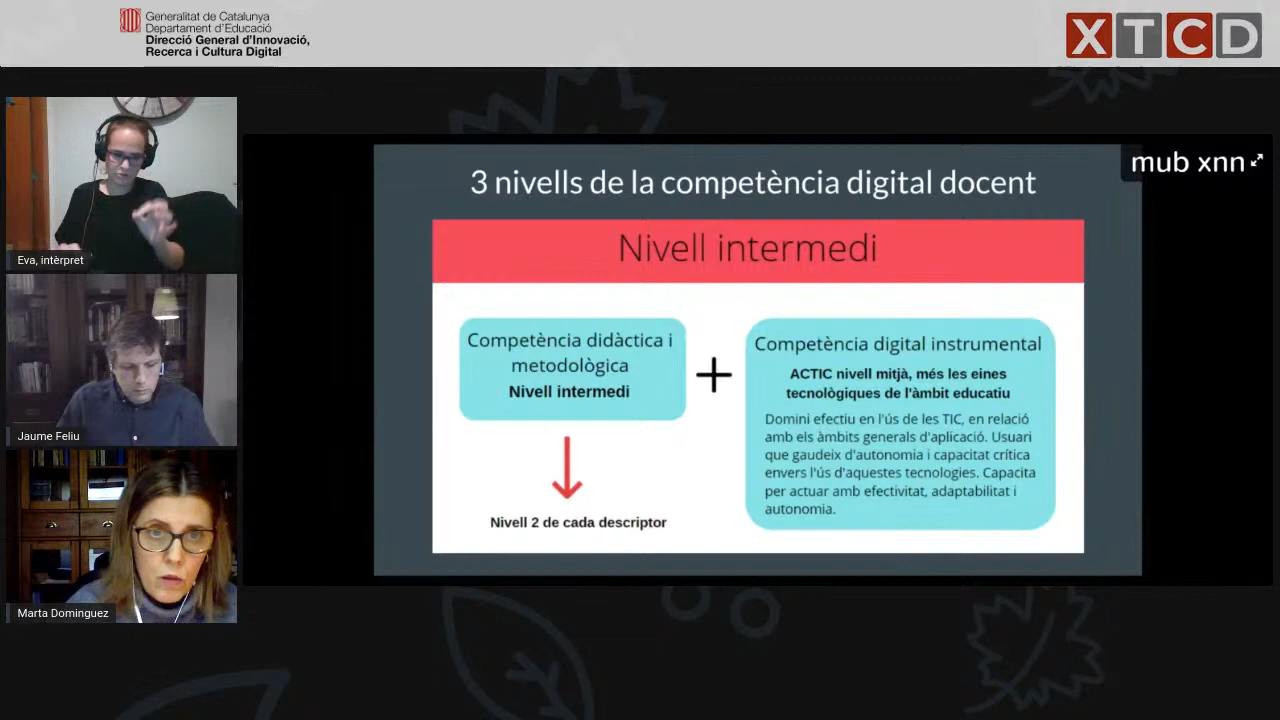 Generalitat de Catalunya
Departament d'Educació
Direcció General d'Innovació,
Recerca i Cultura Digital
XTCD
Eva, intèrpret
Jaume Feliu
Marta Dominguez
mub xnn
3 nivells de la competència digital docent
Nivell intermedi
Competència didàctica i
metodològica
Nivell intermedi
Nivell 2 de cada descriptor
+
Competència digital instrumental
ACTIC nivell mitjà, més les eines
tecnològiques de l'àmbit educatiu
Domini efectiu en l'ús de les TIC, en relació
amb els àmbits generals d'aplicació. Usuari
que gaudeix d'autonomia i capacitat crítica
envers l'ús d'aquestes tecnologies. Capacita
per actuar amb efectivitat, adaptabilitat i
autonomia.